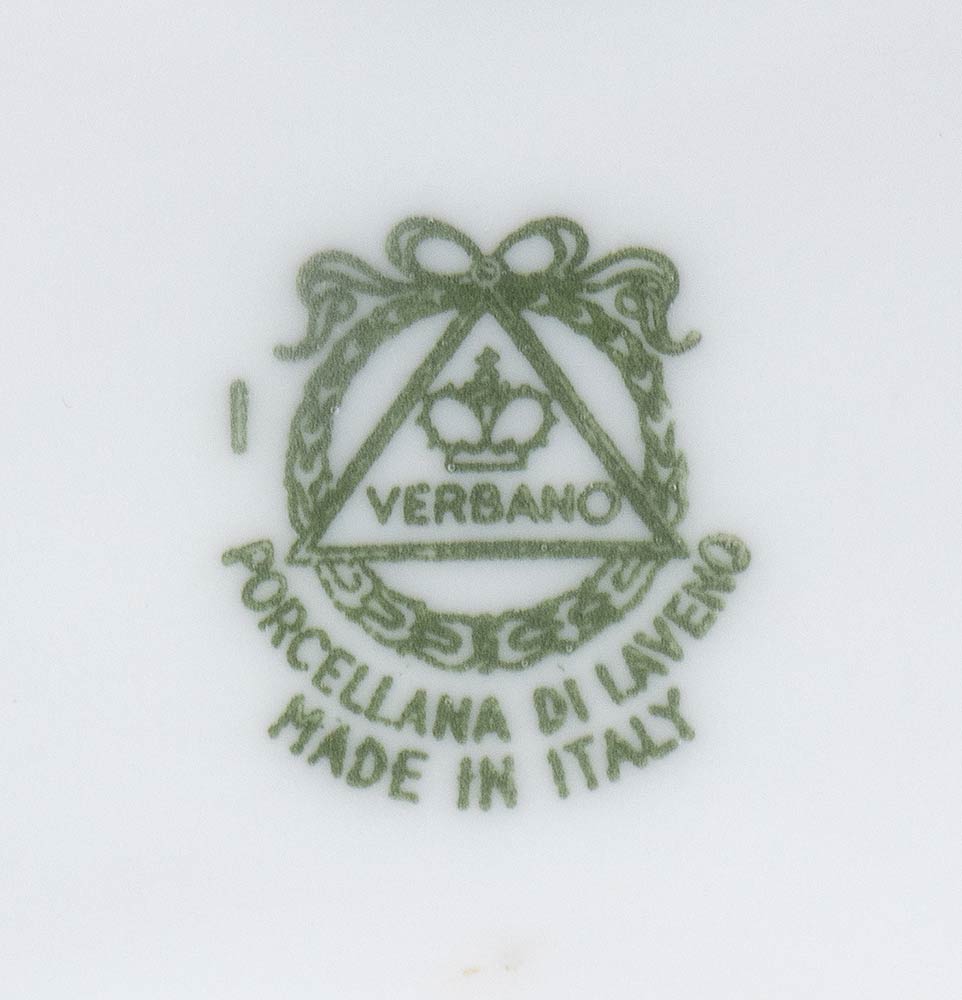 VERBANO
PORCELLANA DI LAVENO
MADE IN ITALY